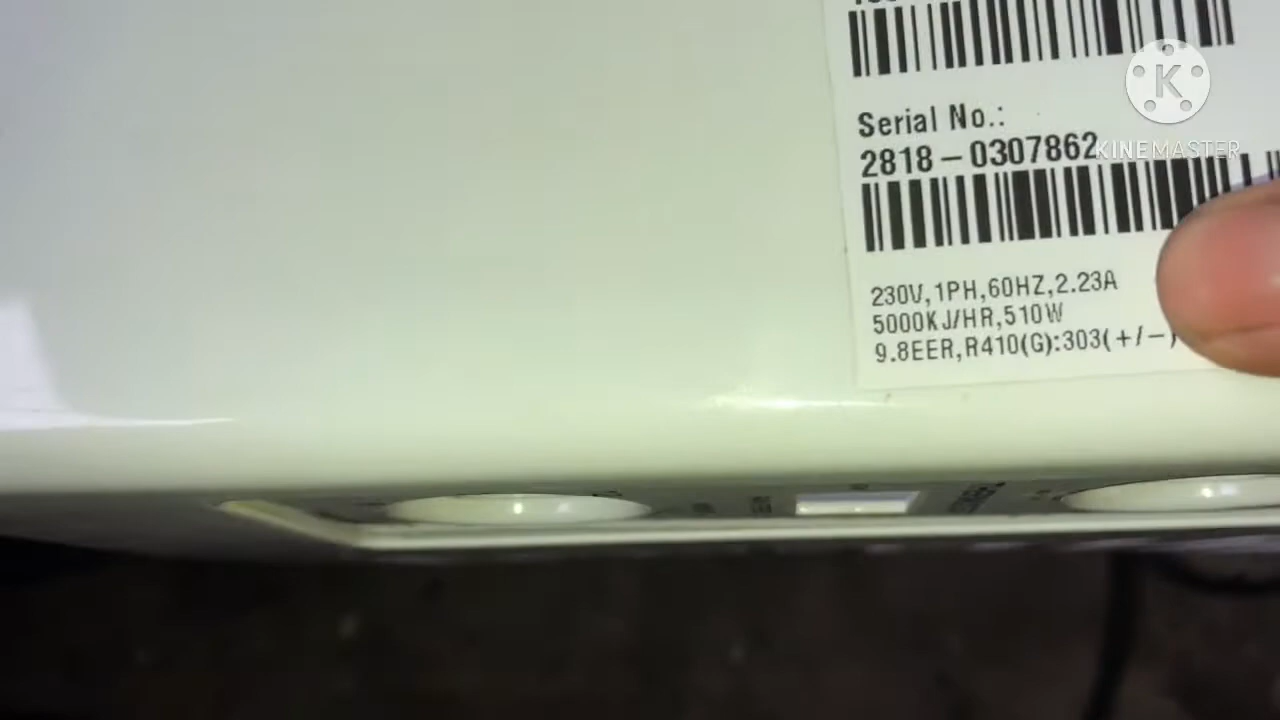 Serial No.:
2818-0307862
230V,1PH,60HZ,2.23A
5000KJ/HR,510W
9.8EER,R410(G):303(+/-)
K
KINEMASTER